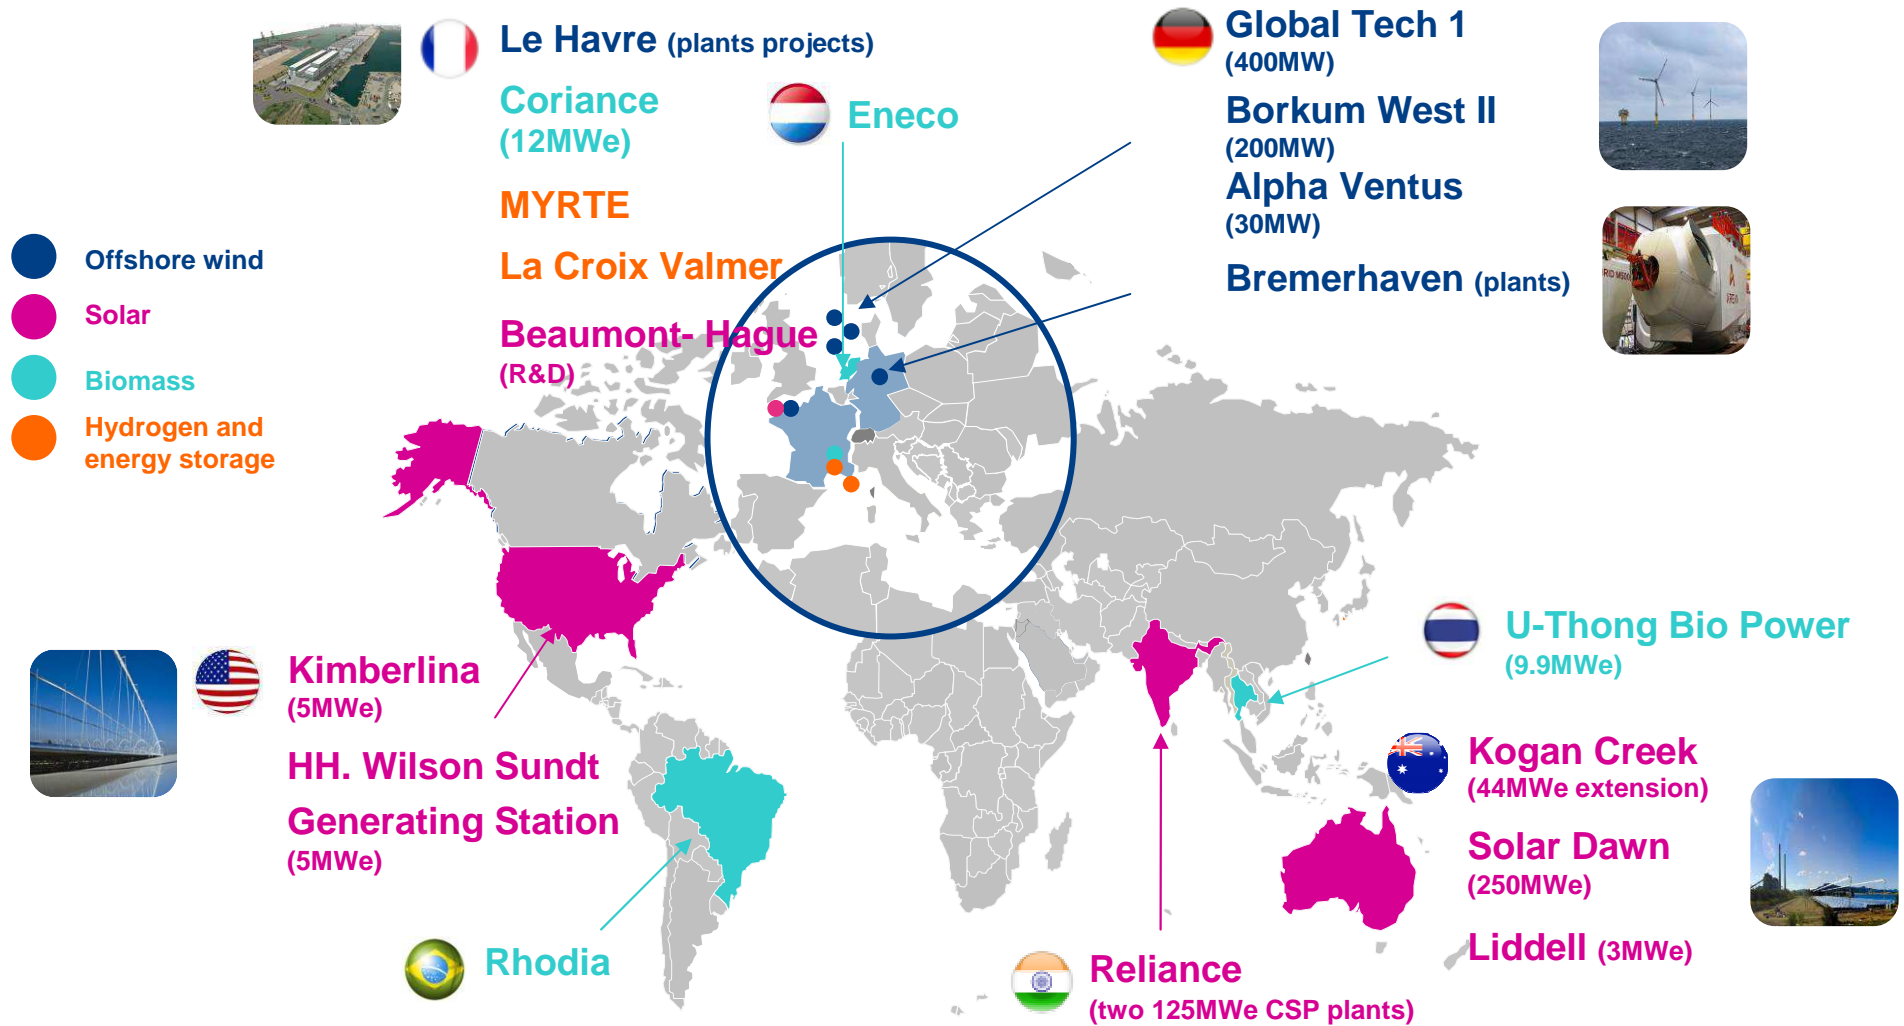 Le Havre (plants projects)
Coriance
(12MWe)
MYRTE
La Croix Valmer
Beaumont- Hague
(R&D)
Eneco
Global Tech 1
(400MW)
Borkum West II
(200MW)
Alpha Ventus
(30MW)
Bremerhaven (plants)
Offshore wind
Solar
Biomass
Hydrogen and
energy storage
Kimberlina
(5MWe)
HH. Wilson Sundt
Generating Station
(5MWe)
Rhodia
Reliance
(two 125MWe CSP plants)
U-Thong Bio Power
(9.9MWe)
Kogan Creek
(44MWe extension)
Solar Dawn
(250MWe)
Liddell (3MWe)